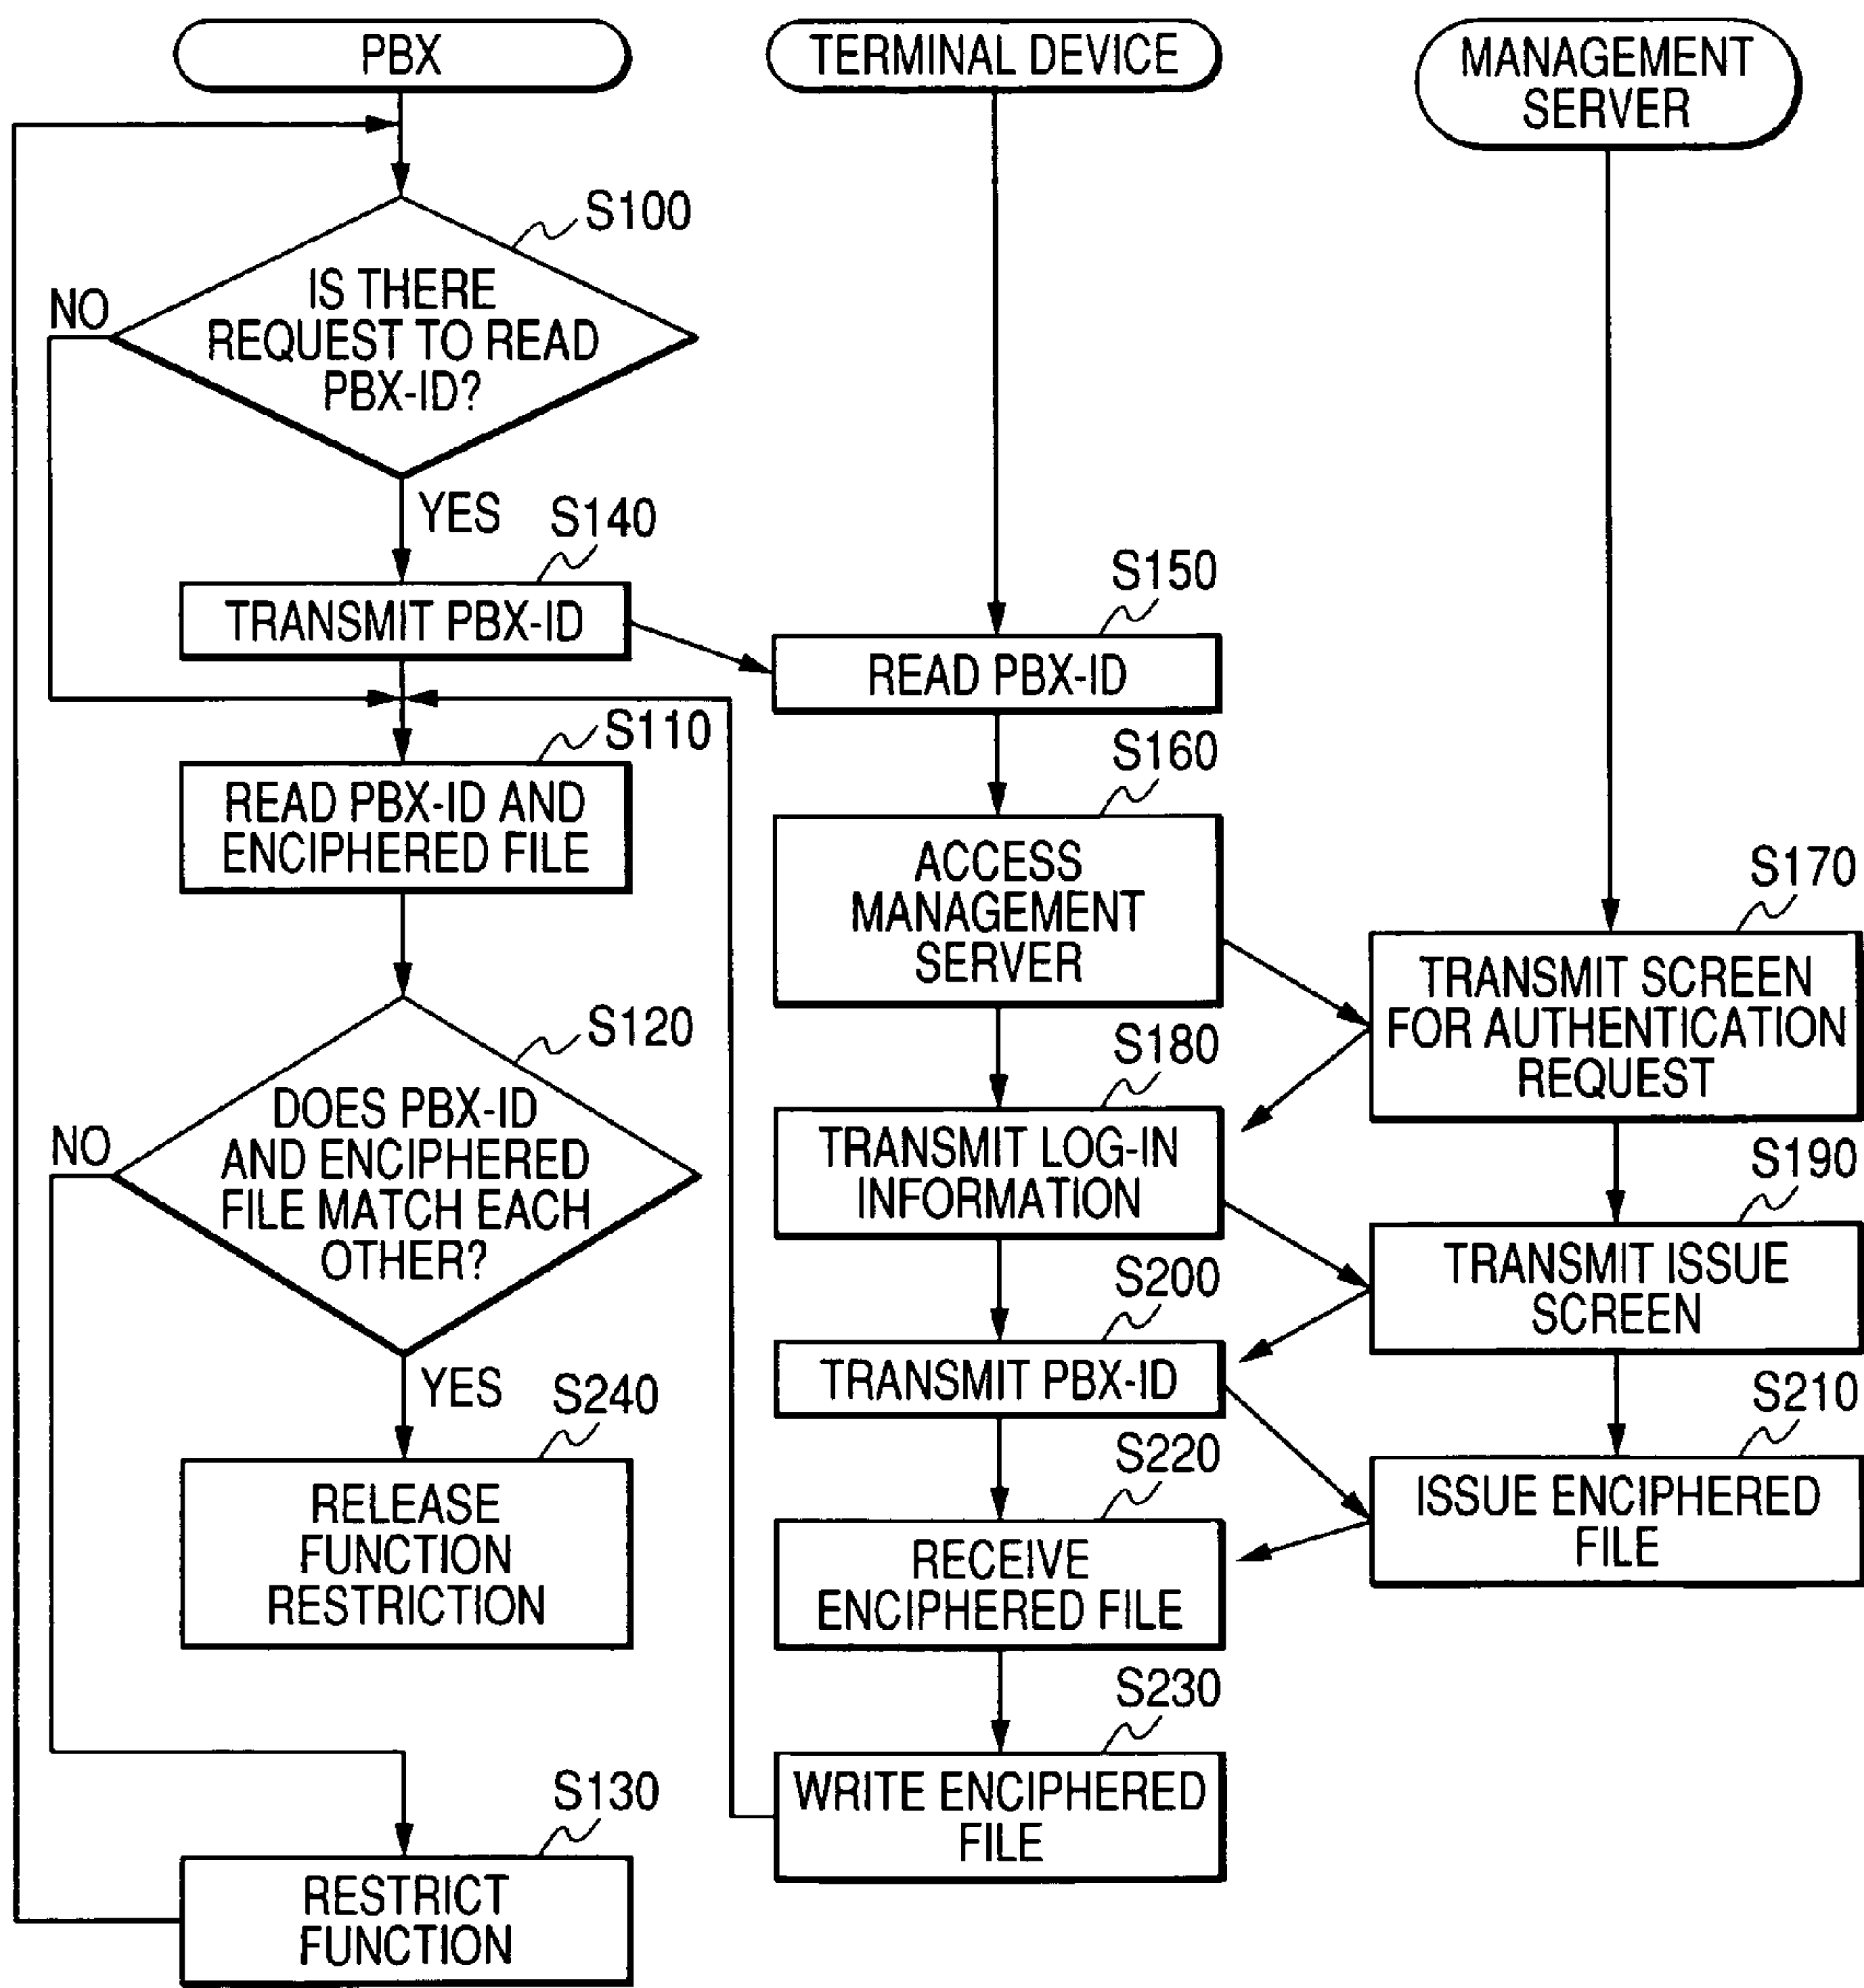 PBX
TERMINAL DEVICE
MANAGEMENT
SERVER
S100
IS THERE
REQUEST TO READ
PBX-ID?
NO
YES
S140
TRANSMIT PBX-ID
S150
READ PBX-ID
S110
READ PBX-ID AND
ENCIPHERED FILE
S160
ACCESS
MANAGEMENT
SERVER
S170
TRANSMIT SCREEN
FOR AUTHENTICATION
REQUEST
S120
DOES PBX-ID
AND ENCIPHERED
FILE MATCH EACH
OTHER?
NO
YES
S180
TRANSMIT LOG-IN
INFORMATION
S190
TRANSMIT ISSUE
SCREEN
S200
TRANSMIT PBX-ID
S210
ISSUE ENCIPHERED
FILE
S240
RELEASE
FUNCTION
RESTRICTION
S220
RECEIVE
ENCIPHERED FILE
S230
WRITE ENCIPHERED
FILE
S130
RESTRICT
FUNCTION